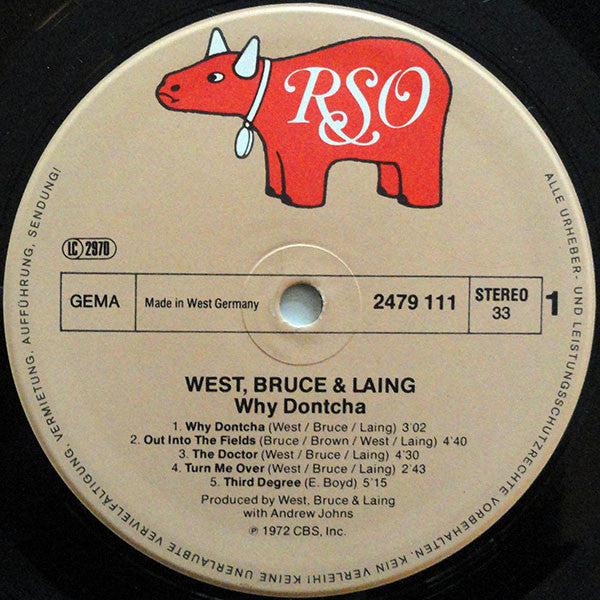 RSO
LC 2970
GEMA
Made in West Germany
2479 111
STEREO
33
1
WEST, BRUCE & LAING
Why Dontcha
1. Why Dontcha (West / Bruce / Laing) 3'02
2. Out Into The Fields (Bruce / Brown / West / Laing) 4'40
3. The Doctor (West / Bruce / Laing) 4'30
4. Turn Me Over (West / Bruce / Laing) 2'43
5. Third Degree (E. Boyd) 5'15
Produced by West, Bruce & Laing
with Andrew Johns
℗ 1972 CBS, Inc.
ALLE URHEBER- UND LEISTUNGSSCHUTZRECHTE VORBEHALTEN. KEIN VERLEIH! KEINE UNERLAUBTE VERVIELFÄLTIGUNG, VERMIETUNG, AUFFÜHRUNG, SENDUNG!